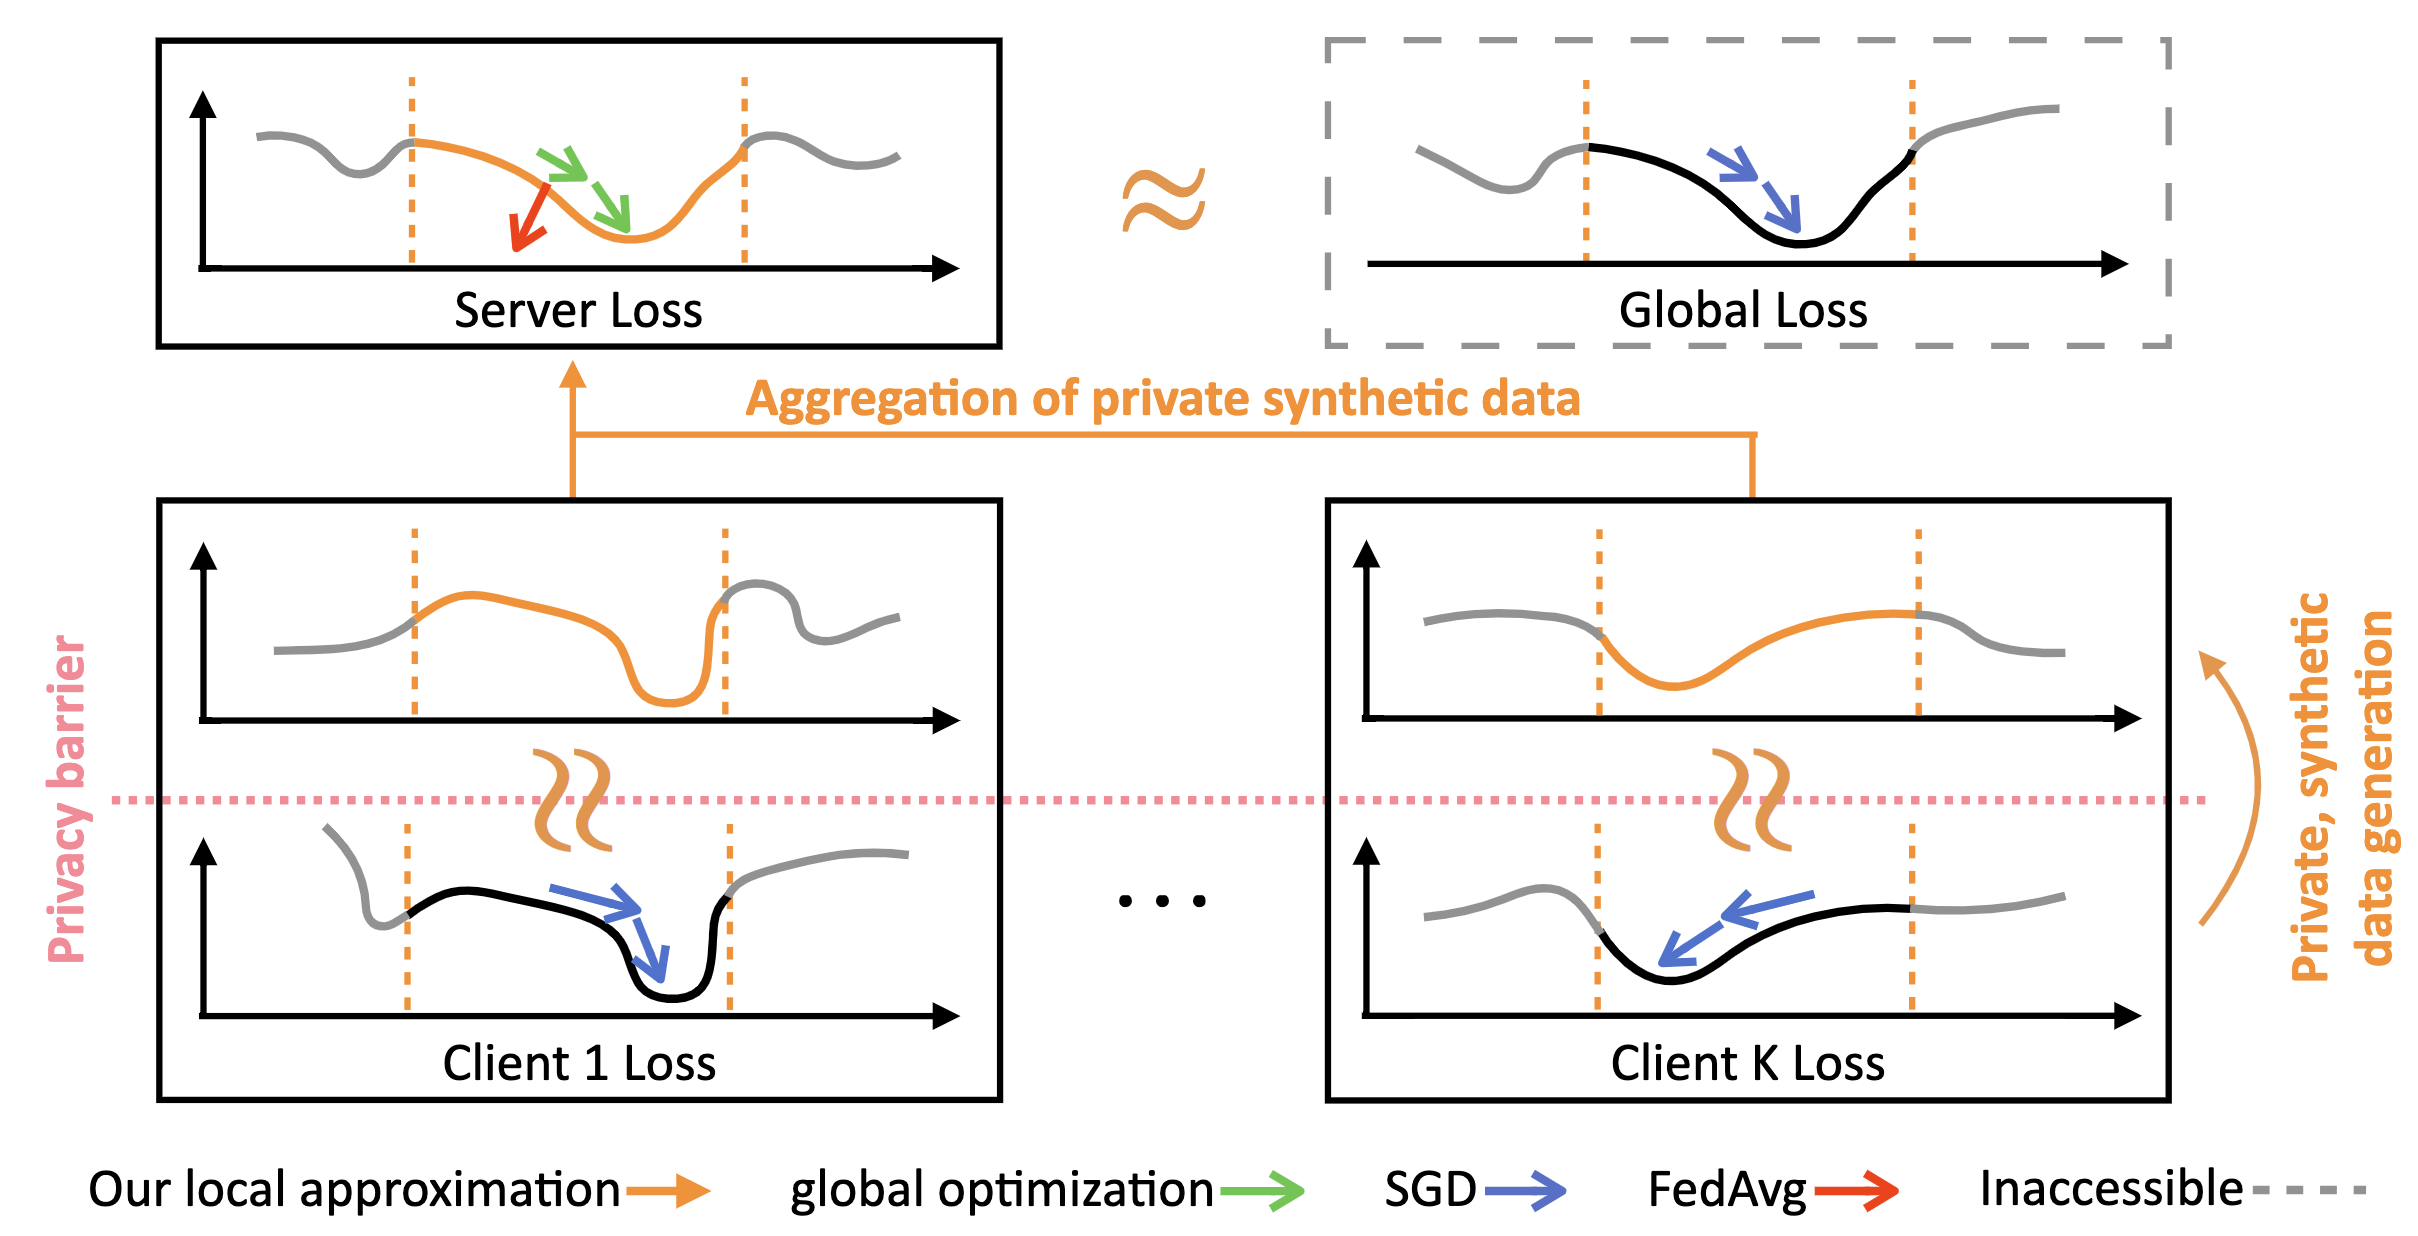 Server Loss
Global Loss
Aggregation of private synthetic data
Privacy barrier
Private, synthetic
data generation
Client 1 Loss
...
Client K Loss
Our local approximation
global optimization
SGD
FedAvg
Inaccessible